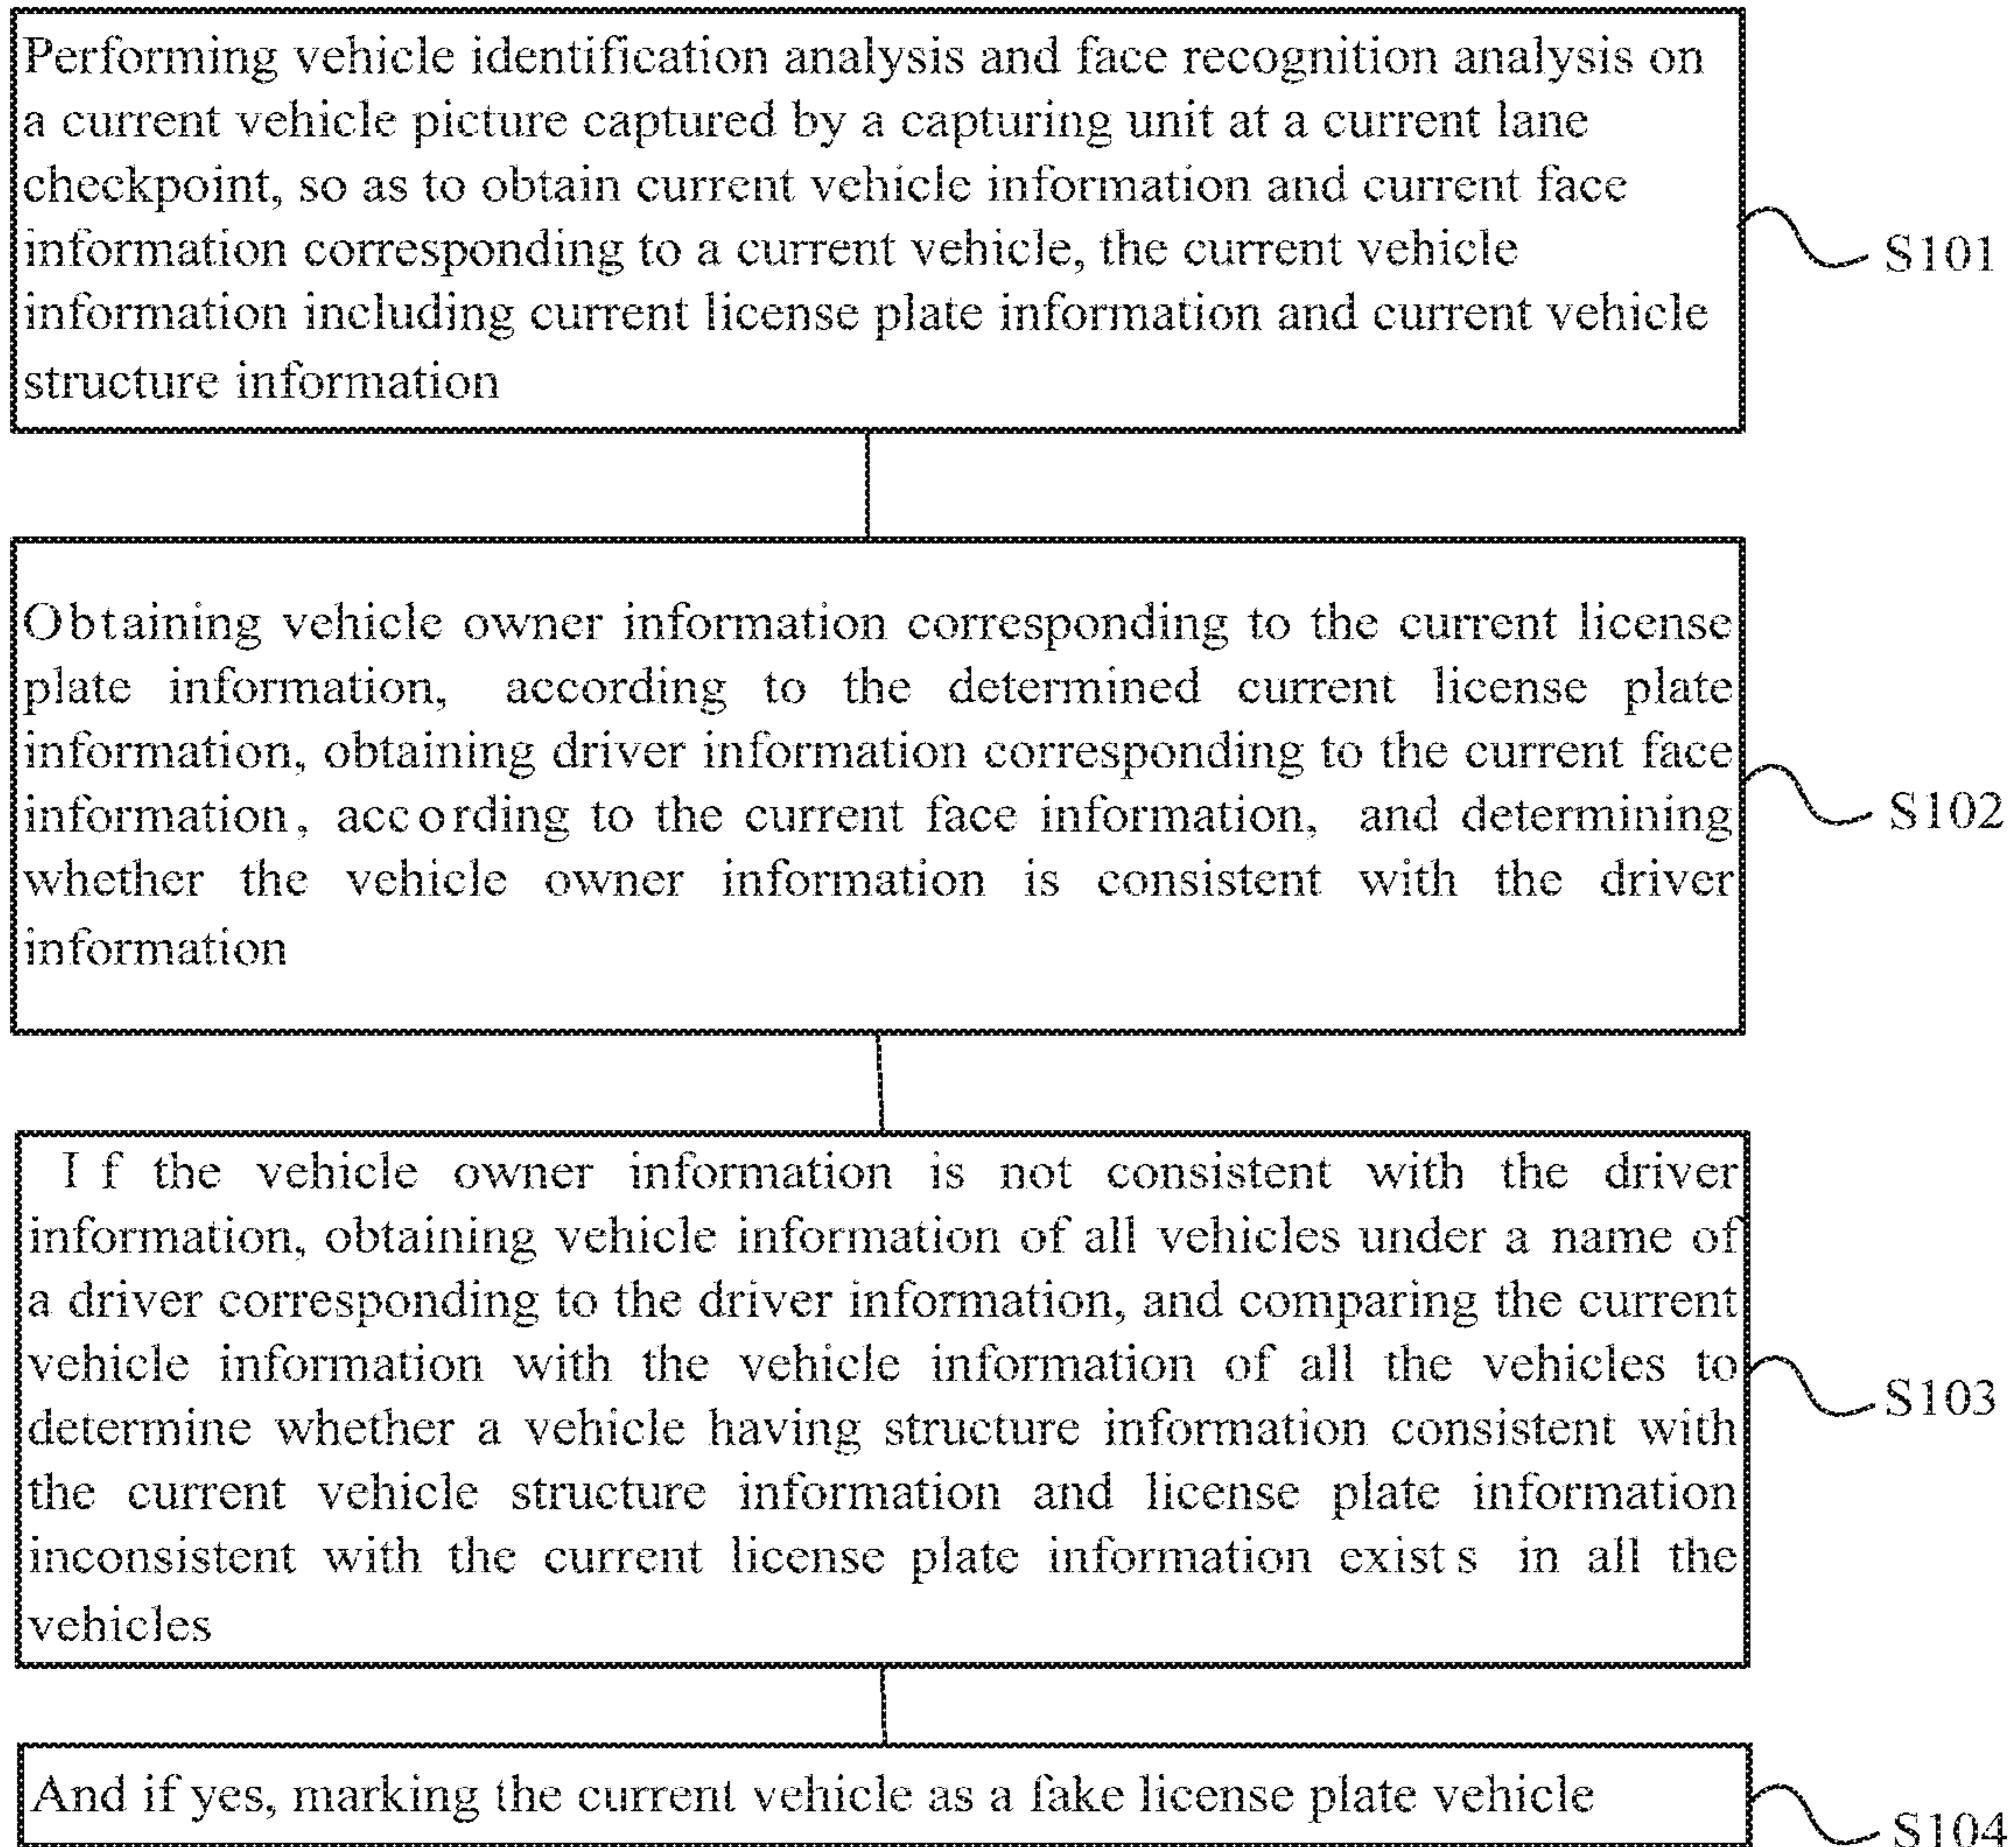 Performing vehicle identification analysis and face recognition analysis on
a current vehicle picture captured by a capturing unit at a current lane
checkpoint, so as to obtain current vehicle information and current face
information corresponding to a current vehicle, the current vehicle
information including current license plate information and current vehicle
structure information
S101
Obtaining vehicle owner information corresponding to the current license
plate information, according to the determined current license plate
information, obtaining driver information corresponding to the current face
information, according to the current face information, and determining
whether the vehicle owner information is consistent with the driver
information
S102
If the vehicle owner information is not consistent with the driver
information, obtaining vehicle information of all vehicles under a name of
a driver corresponding to the driver information, and comparing the current
vehicle information with the vehicle information of all the vehicles to
determine whether a vehicle having structure information consistent with
the current vehicle structure information and license plate information
inconsistent with the current license plate information exists in all the
vehicles
S103
And if yes, marking the current vehicle as a fake license plate vehicle
S104